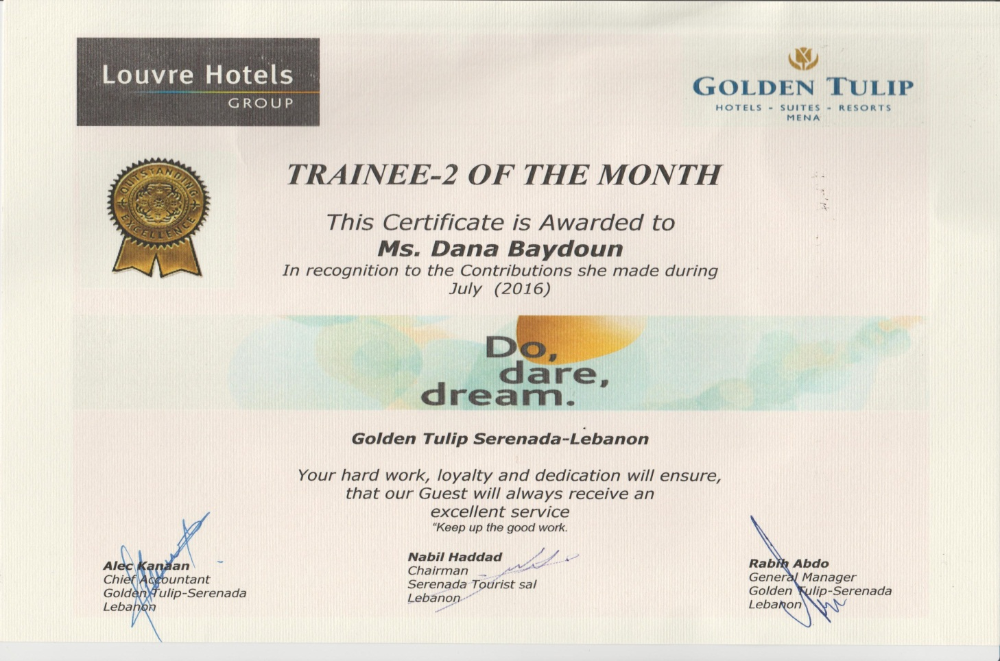 Louvre Hotels
GROUP
GOLDEN TULIP
HOTELS - SUITES - RESORTS
MENA
OUTSTANDING
EXCELLENCE
TRAINEE-2 OF THE MONTH
This Certificate is Awarded to
Ms. Dana Baydoun
In recognition to the Contributions she made during
July (2016)
Do,
dare,
dream.
Golden Tulip Serenada-Lebanon
Your hard work, loyalty and dedication will ensure,
that our Guest will always receive an
excellent service
“Keep up the good work.
Alec Kanaan
Chief Accountant
Golden Tulip-Serenada
Lebanon
Nabil Haddad
Chairman
Serenada Tourist sal
Lebanon
Rabih Abdo
General Manager
Golden Tulip-Serenada
Lebanon